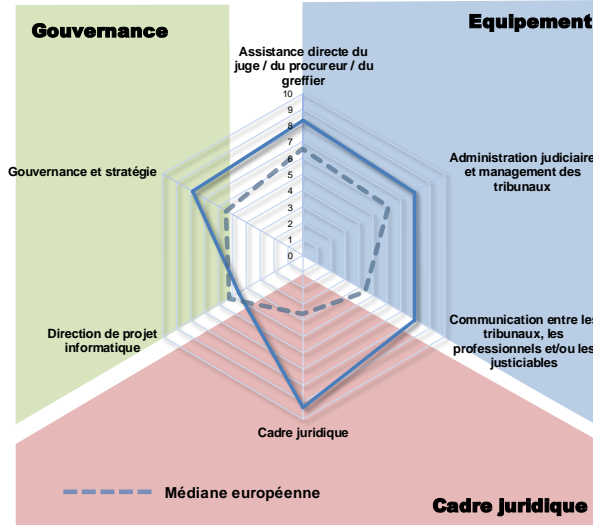 Gouvernance
Equipement
Assistance directe du
juge / du procureur / du
greffier
10
9
8
7
6
5
4
3
2
1
0
Gouvernance et stratégie
Administration judiciaire
et management des
tribunaux
Direction de projet
informatique
Communication entre les
tribunaux, les
professionnels et/ou les
justiciables
Cadre juridique
Médiane européenne
Cadre juridique